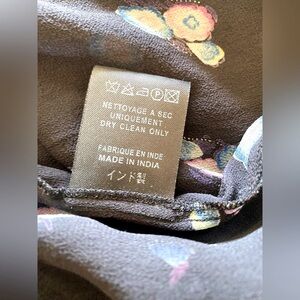 NETTOYAGE A SEC
UNIQUEMENT
DRY CLEAN ONLY
FABRIQUE EN INDE
MADE IN INDIA
インド製